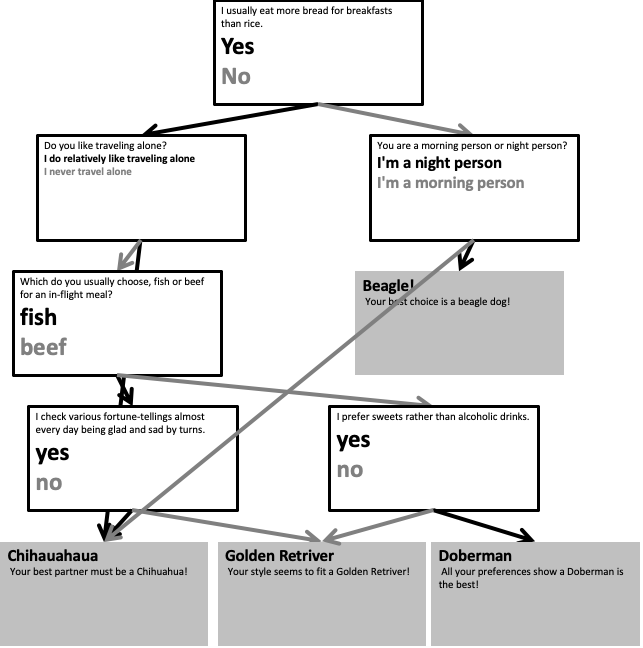 I usually eat more bread for breakfasts
than rice.
Yes
No
Do you like traveling alone?
I do relatively like traveling alone
I never travel alone
You are a morning person or night person?
I'm a night person
I'm a morning person
Which do you usually choose, fish or beef
for an in-flight meal?
fish
beef
Beagle!
Your best choice is a beagle dog!
I check various fortune-tellings almost
every day being glad and sad by turns.
yes
no
I prefer sweets rather than alcoholic drinks.
yes
no
Chihauahaua
Your best partner must be a Chihuahua!
Golden Retriver
Your style seems to fit a Golden Retriver!
Doberman
All your preferences show a Doberman is
the best!